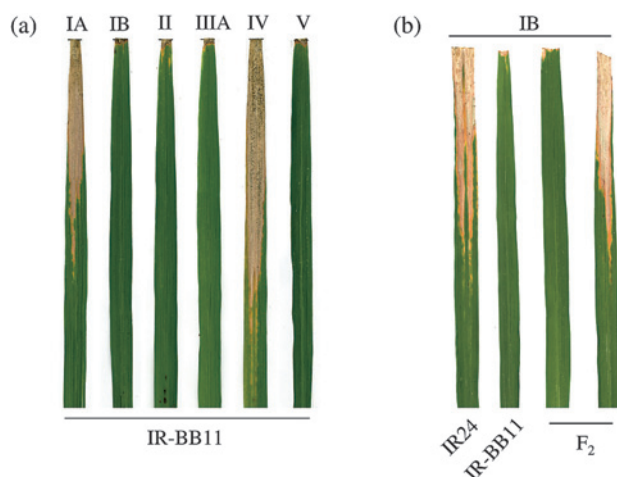 (a)
IA IB II IIIA IV V
IR-BB11
(b)
IB
IR24 IR-BB11 F₂